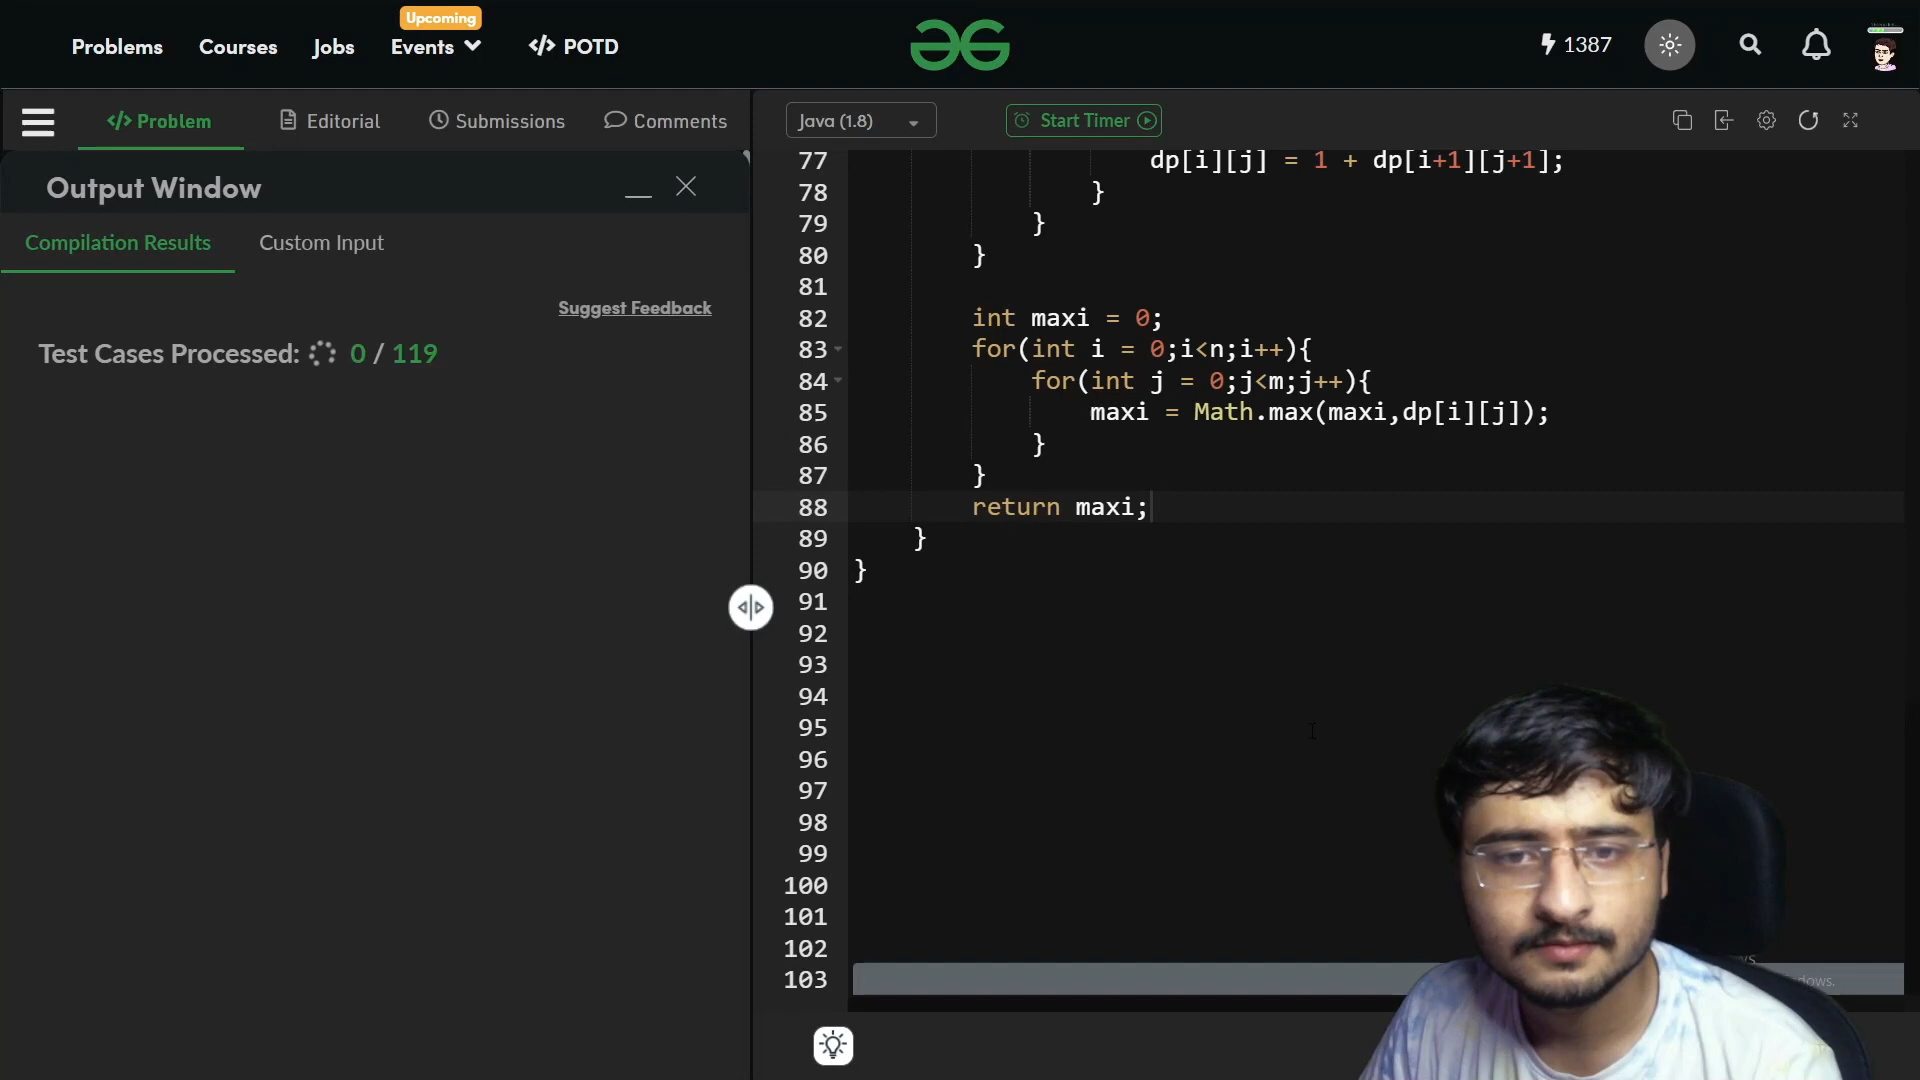 Upcoming
Problems Courses Jobs Events </> POTD
1387
</> Problem Editorial Submissions Comments
Java (1.8) Start Timer
Output Window
Compilation Results Custom Input
Suggest Feedback
Test Cases Processed: 0 / 119
77 dp[i][j] = 1 + dp[i+1][j+1];
78 }
79 }
80 }
81
82 int maxi = 0;
83 for(int i = 0;i<n;i++){
84 for(int j = 0;j<m;j++){
85 maxi = Math.max(maxi,dp[i][j]);
86 }
87 }
88 return maxi;
89 }
90 }
91
92
93
94
95
96
97
98
99
100
101
102
103